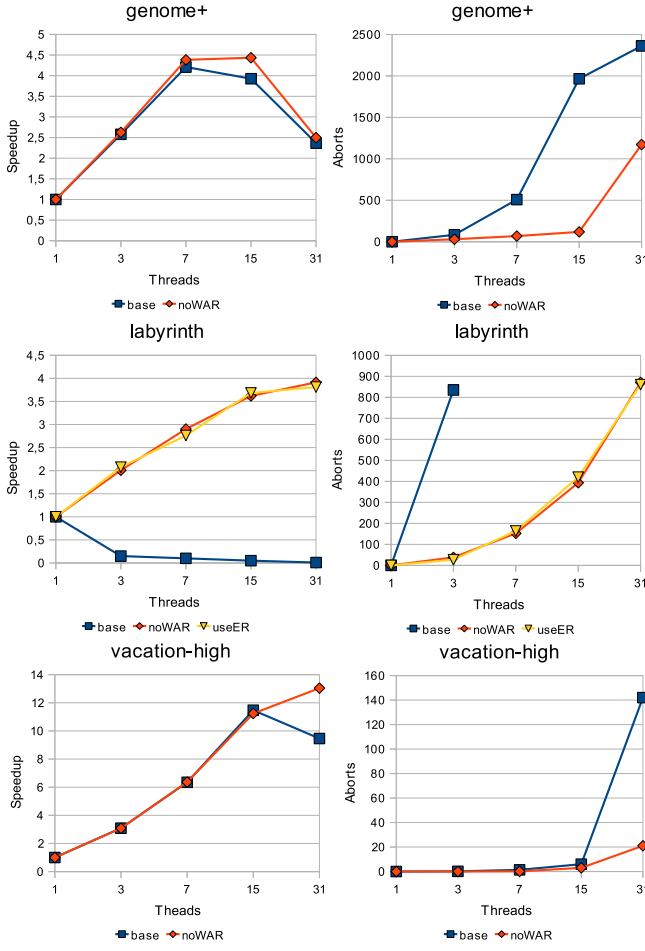 genome+
5
4,5
4
3,5
3
2,5
2
1,5
1
0,5
0
Speedup
1 3 7 15 31
Threads
base noWAR
genome+
2500
2000
1500
1000
500
0
Aborts
1 3 7 15 31
Threads
base noWAR
labyrinth
4,5
4
3,5
3
2,5
2
1,5
1
0,5
0
Speedup
1 3 7 15 31
Threads
base noWAR useER
labyrinth
1000
900
800
700
600
500
400
300
200
100
0
Aborts
1 3 7 15 31
Threads
base noWAR useER
vacation-high
14
12
10
8
6
4
2
0
Speedup
1 3 7 15 31
Theads
base noWAR
vacation-high
160
140
120
100
80
60
40
20
0
Aborts
1 3 7 15 31
Threads
base noWAR